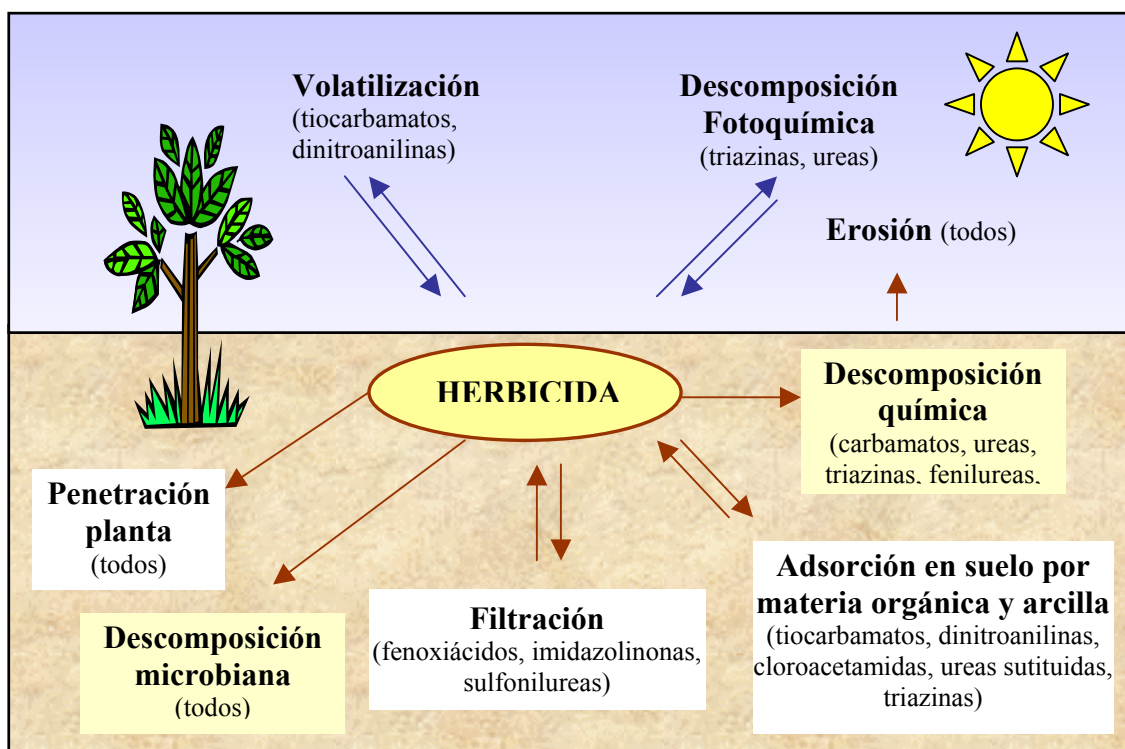 Volatilización
(tiocarbamatos,
dinitroanilinas)
Descomposición
Fotoquímica
(triazinas, ureas)
Erosión (todos)
HERBICIDA
Descomposición
química
(carbamatos, ureas,
triazinas, fenilureas,
Penetración
planta
(todos)
Descomposición
microbiana
(todos)
Filtración
(fenoxiácidos, imidazolinonas,
sulfonilureas)
Adsorción en suelo por
materia orgánica y arcilla
(tiocarbamatos, dinitroanilinas,
cloroacetamidas, ureas sutituidas,
triazinas)